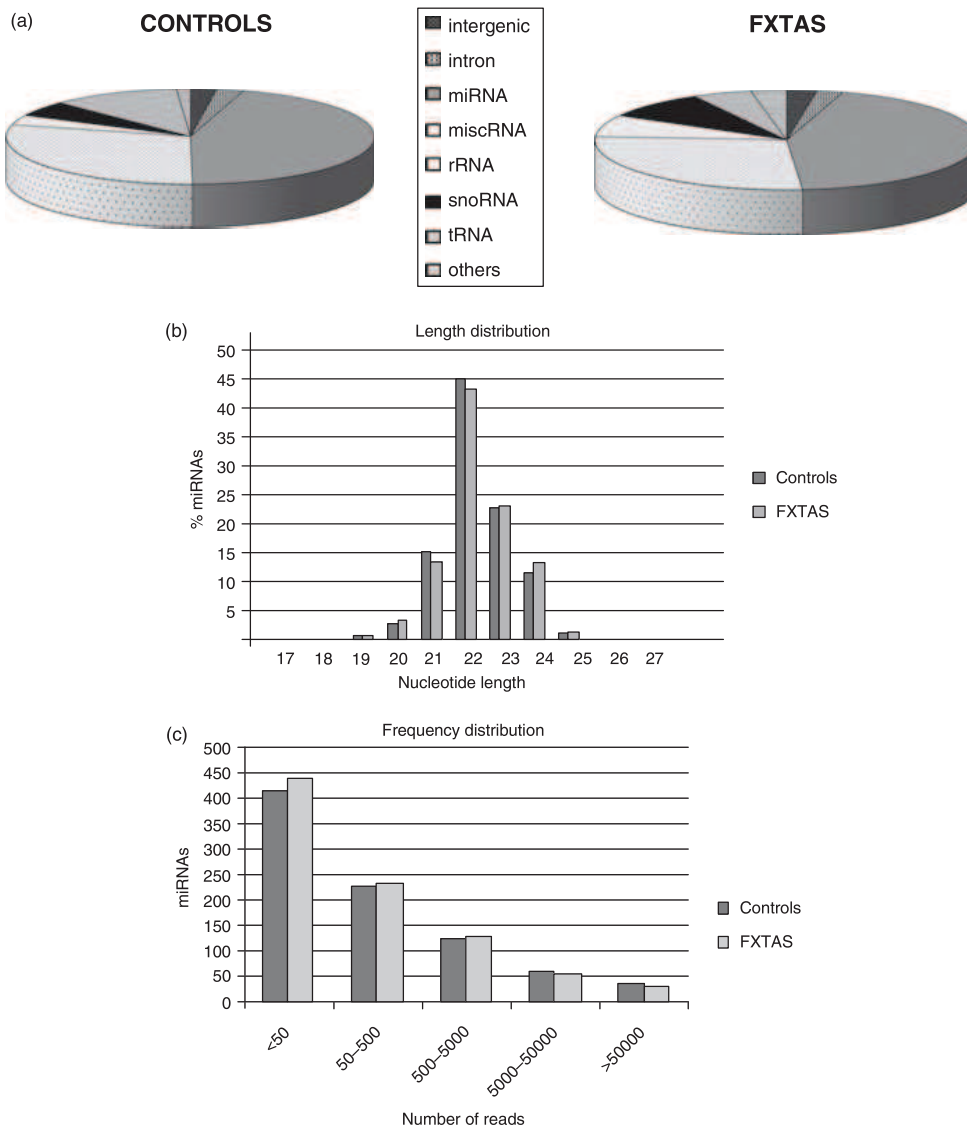 (a)
CONTROLS
FXTAS
intergenic
intron
miRNA
miscRNA
rRNA
snoRNA
tRNA
others
(b)
Length distribution
50
45
40
35
30
25
20
15
10
5
% miRNAs
17 18 19 20 21 22 23 24 25 26 27
Nucleotide length
Controls
FXTAS
(c)
Frequency distribution
500
450
400
350
300
250
200
150
100
50
0
miRNAs
<50
50–500
500–5000
5000–50000
>50000
Number of reads
Controls
FXTAS